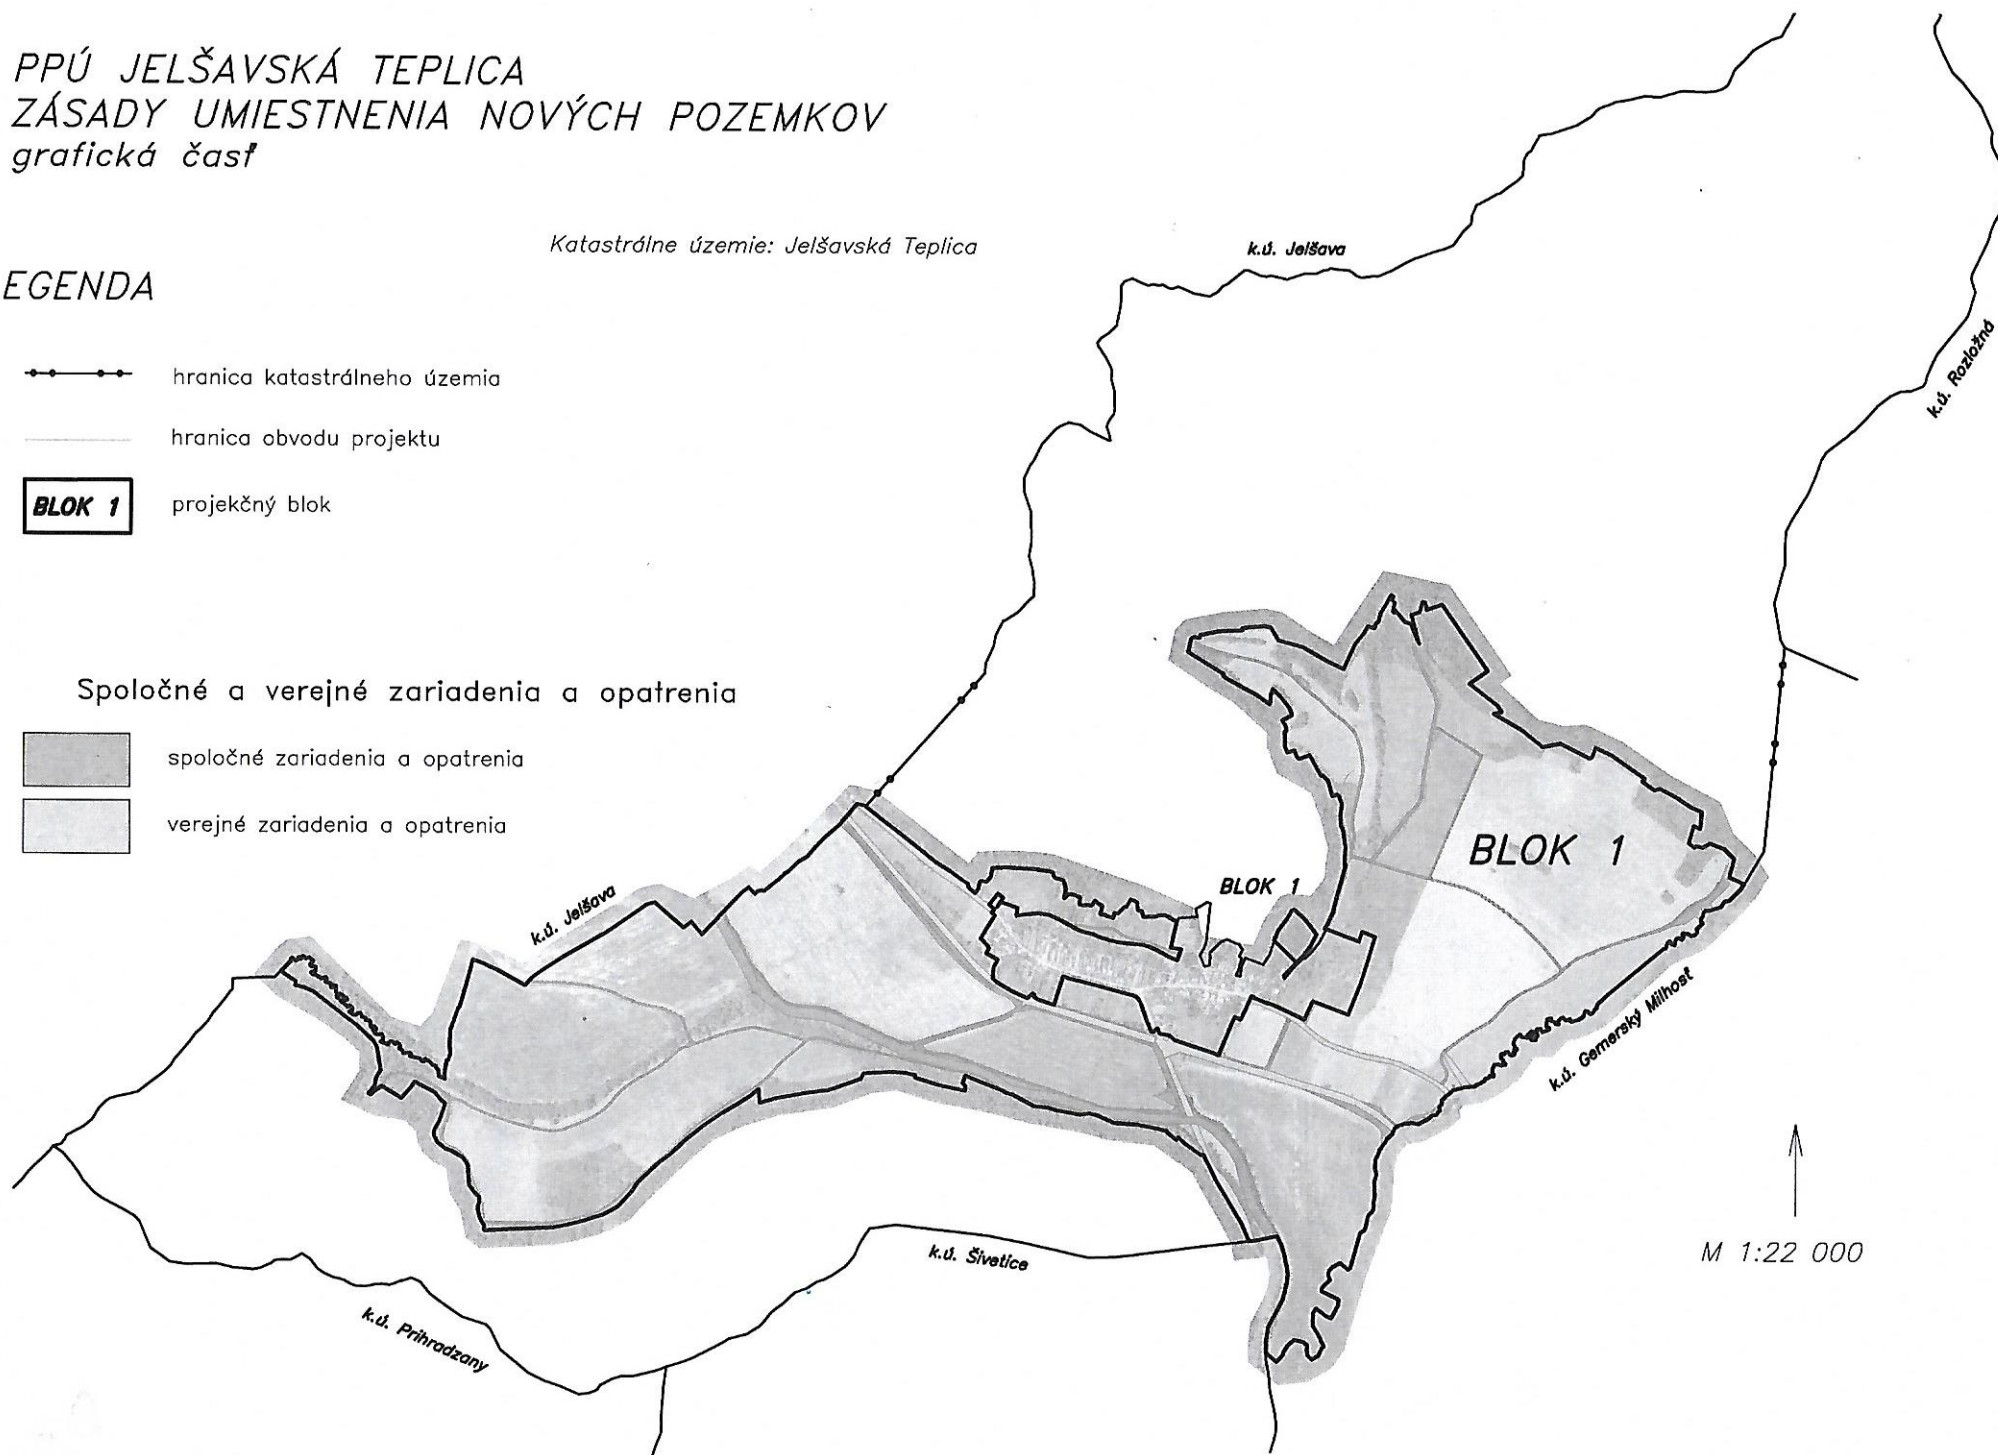 PPÚ JELŠAVSKÁ TEPLICA
ZÁSADY UMIESTNENIA NOVÝCH POZEMKOV
grafická časť
Katastrálne územie: Jelšavská Teplica
EGENDA
hranica katastrálneho územia
hranica obvodu projektu
BLOK 1
projekčný blok
Spoločné a verejné zariadenia a opatrenia
spoločné zariadenia a opatrenia
verejné zariadenia a opatrenia
k.ú. Jelšava
k.ú. Rozložná
BLOK 1
BLOK 1
k.ú. Jelšava
k.ú. Gemerský Milhosť
k.ú. Šivetice
k.ú. Prihradzany
M 1:22 000